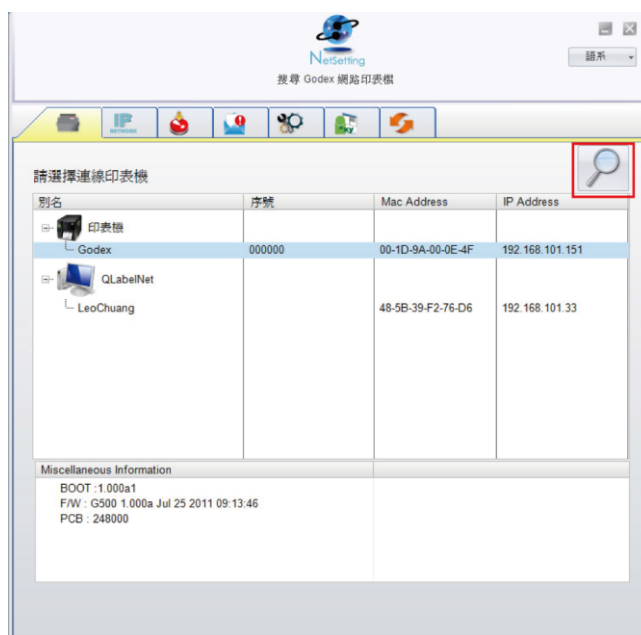 NetSetting
搜尋 Godex 網路印表機
語系
IP
NETWORK
請選擇連線印表機
別名 序號 Mac Address IP Address
印表機
Godex 000000 00-1D-9A-00-0E-4F 192.168.101.151
QLabelNet
LeoChuang 48-5B-39-F2-76-D6 192.168.101.33
Miscellaneous Information
BOOT :1.000a1
F/W : G500 1.000a Jul 25 2011 09:13:46
PCB : 248000